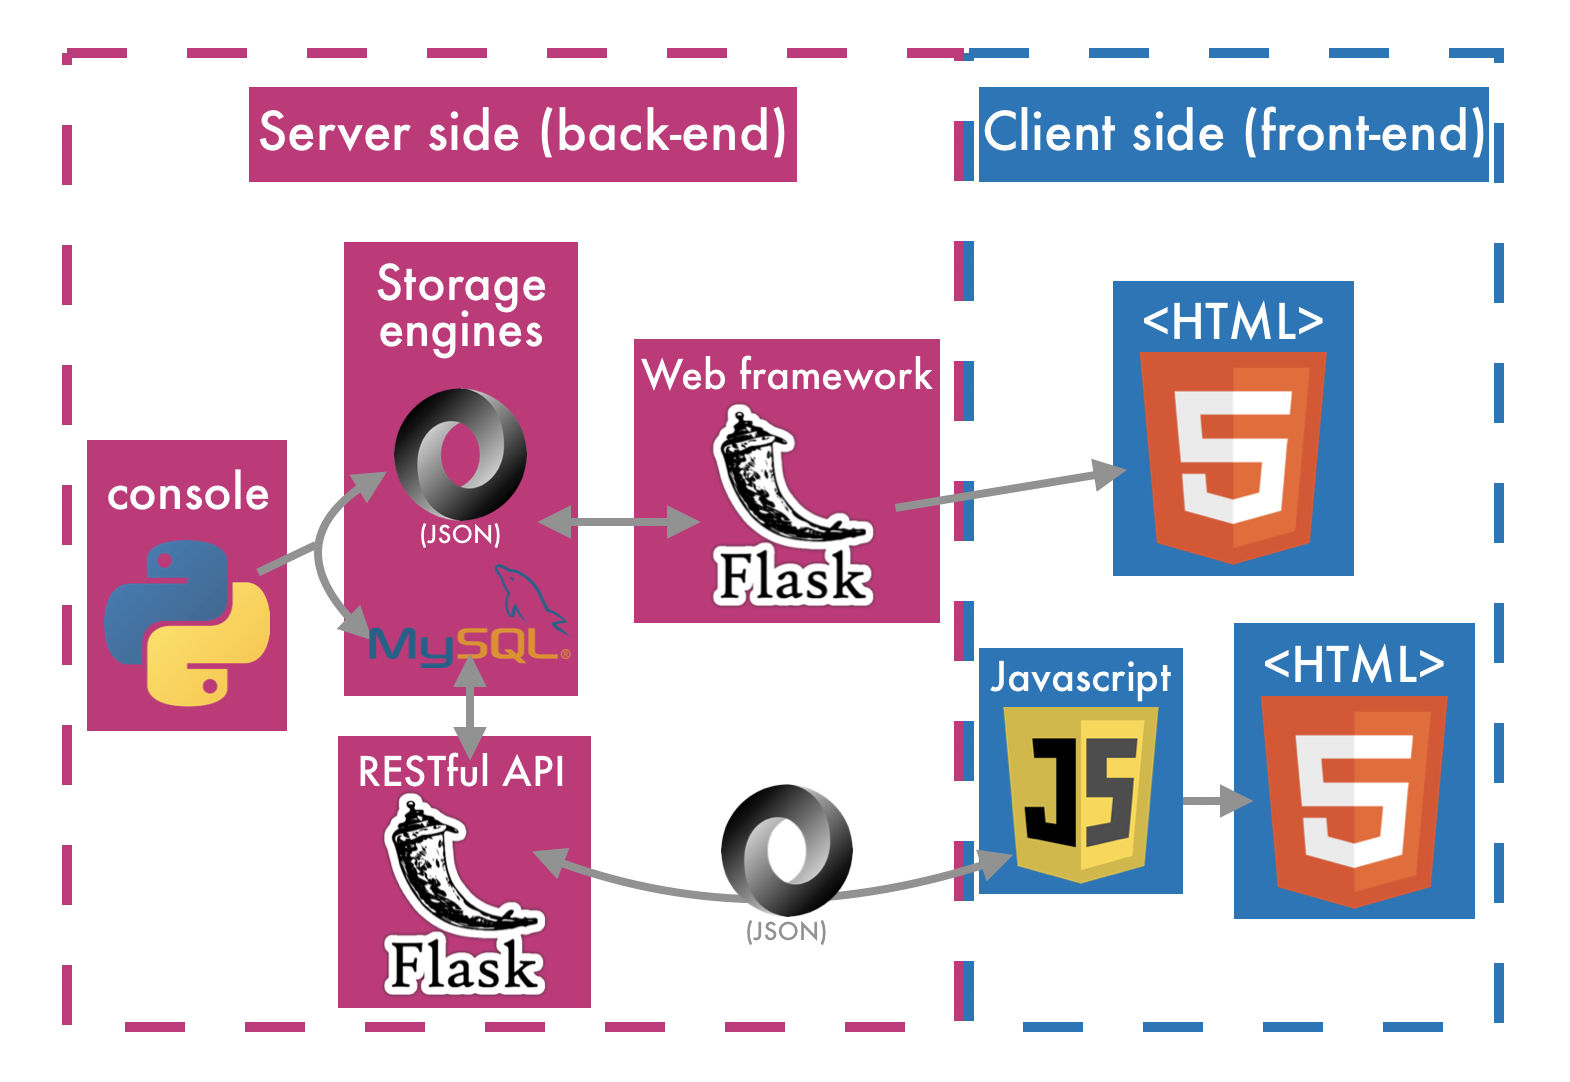 Server side (back-end)
Client side (front-end)
Storage
engines
(JSON)
MySQL®
console
Web framework
Flask
<HTML>
5
RESTful API
Flask
(JSON)
Javascript
JS
<HTML>
5